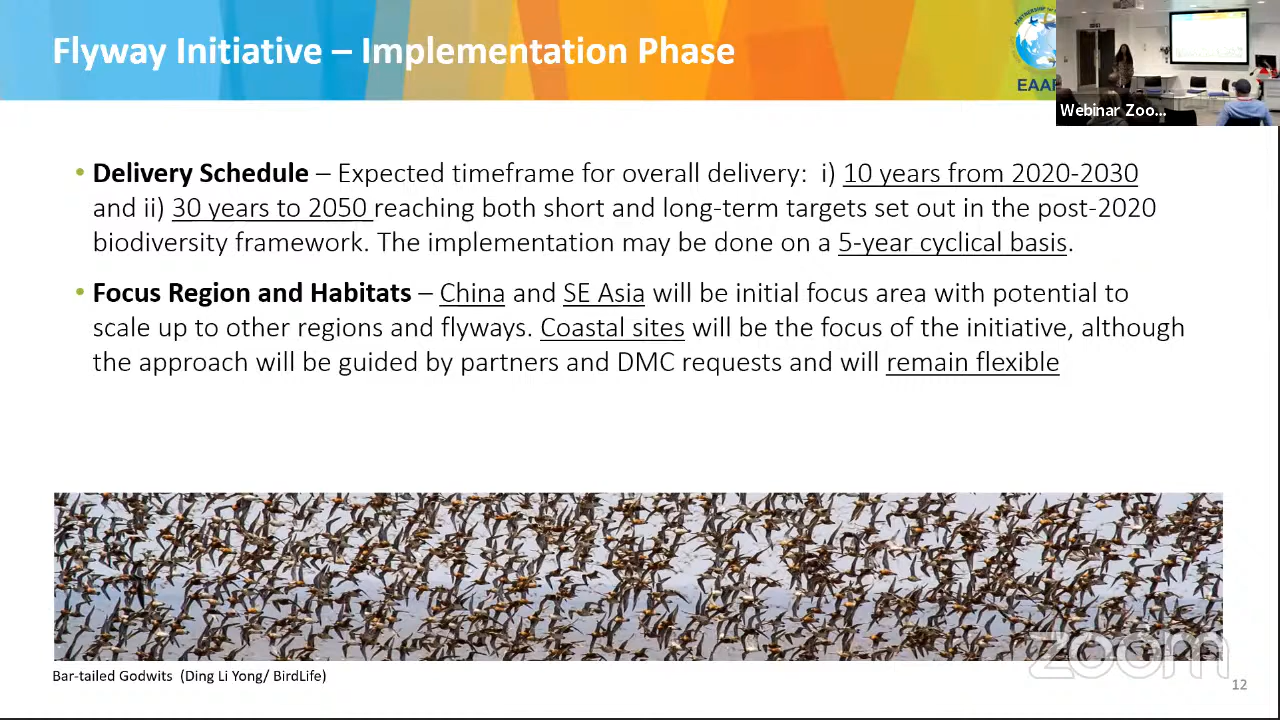 Flyway Initiative – Implementation Phase
EAAF
Webinar Zoo...
• Delivery Schedule – Expected timeframe for overall delivery: i) 10 years from 2020-2030
and ii) 30 years to 2050 reaching both short and long-term targets set out in the post-2020
biodiversity framework. The implementation may be done on a 5-year cyclical basis.
• Focus Region and Habitats – China and SE Asia will be initial focus area with potential to
scale up to other regions and flyways. Coastal sites will be the focus of the initiative, although
the approach will be guided by partners and DMC requests and will remain flexible
zoom
Bar-tailed Godwits (Ding Li Yong/ BirdLife)
12